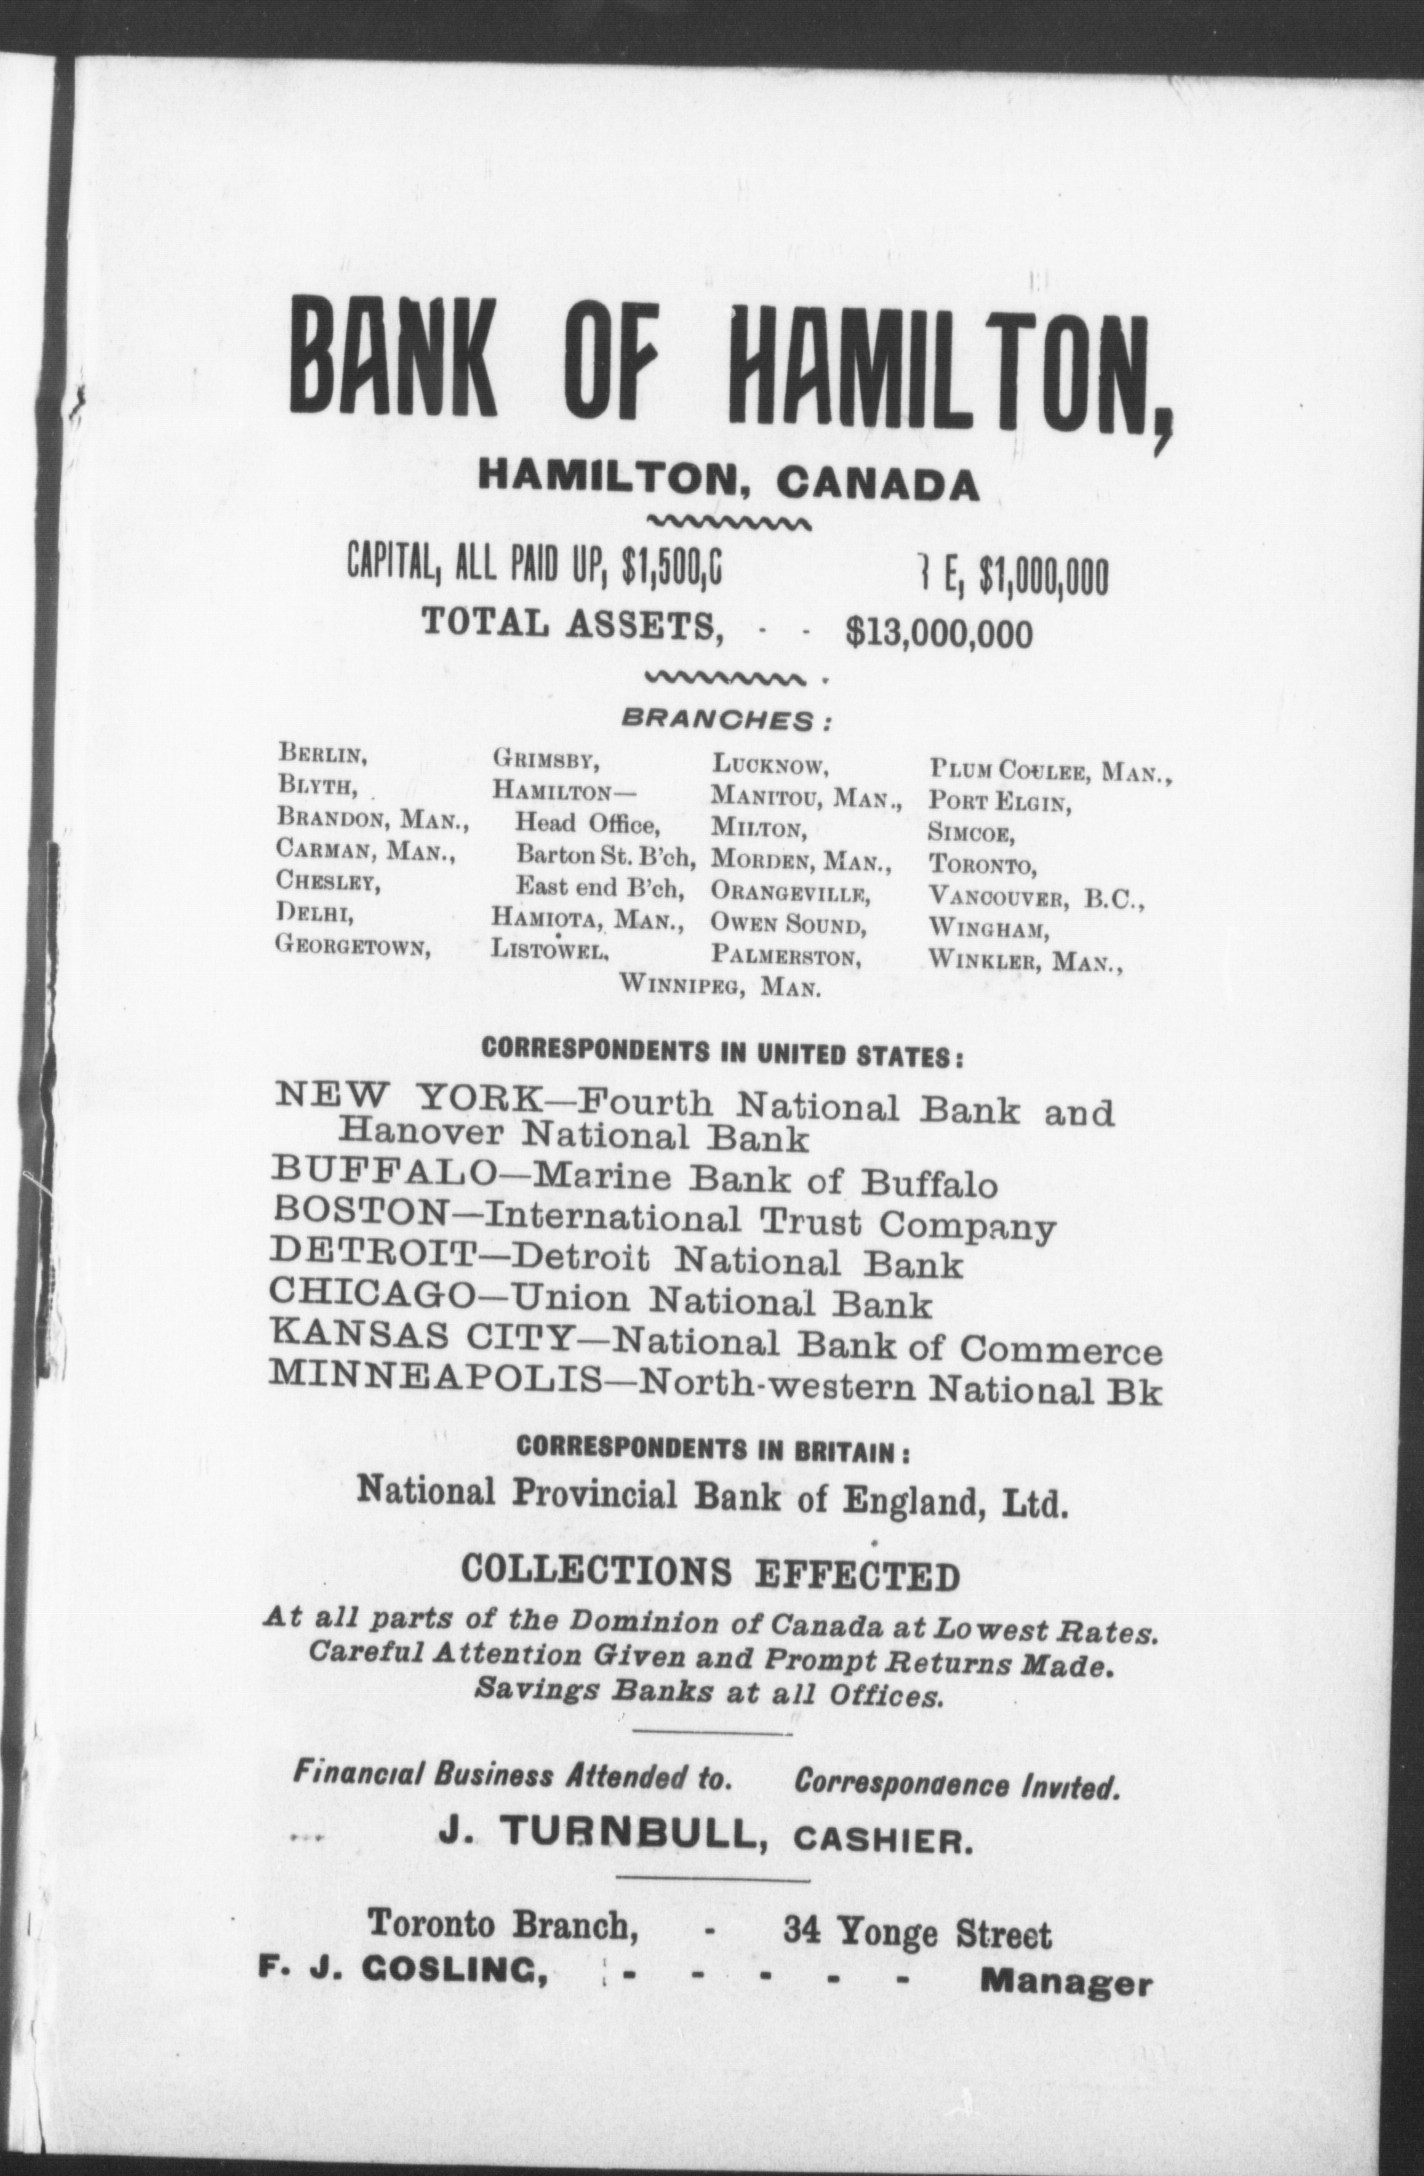 BANK OF HAMILTON,
HAMILTON, CANADA
CAPITAL, ALL PAID UP, $1,500, E, $1,000,000
TOTAL ASSETS, - - $13,000,000
BRANCHES:
BERLIN, GRIMSBY, LUCKNOW, PLUM COULEE, MAN.,
BLYTH, HAMILTON— MANITOU, MAN., PORT ELGIN,
BRANDON, MAN., Head Office, MILTON, SIMCOE,
CARMAN, MAN., Barton St. B'ch, MORDEN, MAN., TORONTO,
CHESLEY, East end B'ch, ORANGEVILLE, VANCOUVER, B.C.,
DELHI, HAMIOTA, MAN., OWEN SOUND, WINGHAM,
GEORGETOWN, LISTOWEL, PALMERSTON, WINKLER, MAN.,
WINNIPEG, MAN.
CORRESPONDENTS IN UNITED STATES:
NEW YORK—Fourth National Bank and
Hanover National Bank
BUFFALO—Marine Bank of Buffalo
BOSTON—International Trust Company
DETROIT—Detroit National Bank
CHICAGO—Union National Bank
KANSAS CITY—National Bank of Commerce
MINNEAPOLIS—North-western National Bk
CORRESPONDENTS IN BRITAIN:
National Provincial Bank of England, Ltd.
COLLECTIONS EFFECTED
At all parts of the Dominion of Canada at Lowest Rates.
Careful Attention Given and Prompt Returns Made.
Savings Banks at all Offices.
Financial Business Attended to. Correspondence Invited.
J. TURNBULL, CASHIER.
Toronto Branch, - 34 Yonge Street
F. J. GOSLING, - - - - - Manager